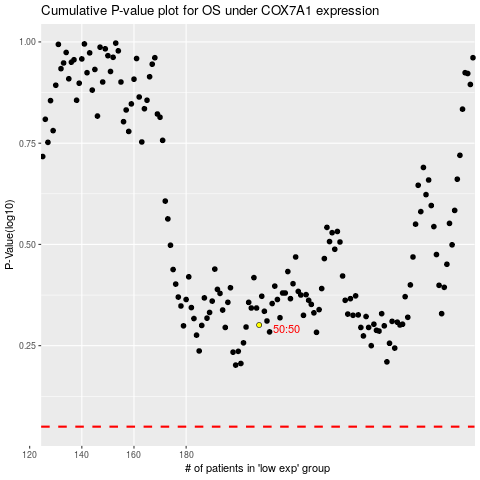 Cumulative P-value plot for OS under COX7A1 expression
P-Value(log10)
1.00
0.75
0.50
0.25
50:50
120 140 160 180
# of patients in 'low exp' group